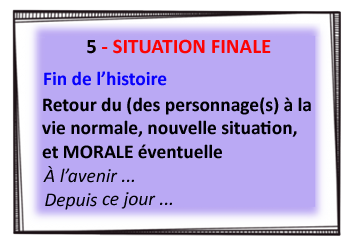 5 - SITUATION FINALE
Fin de l’histoire
Retour du (des personnage(s) à la
vie normale, nouvelle situation,
et MORALE éventuelle
À l’avenir ...
Depuis ce jour ...